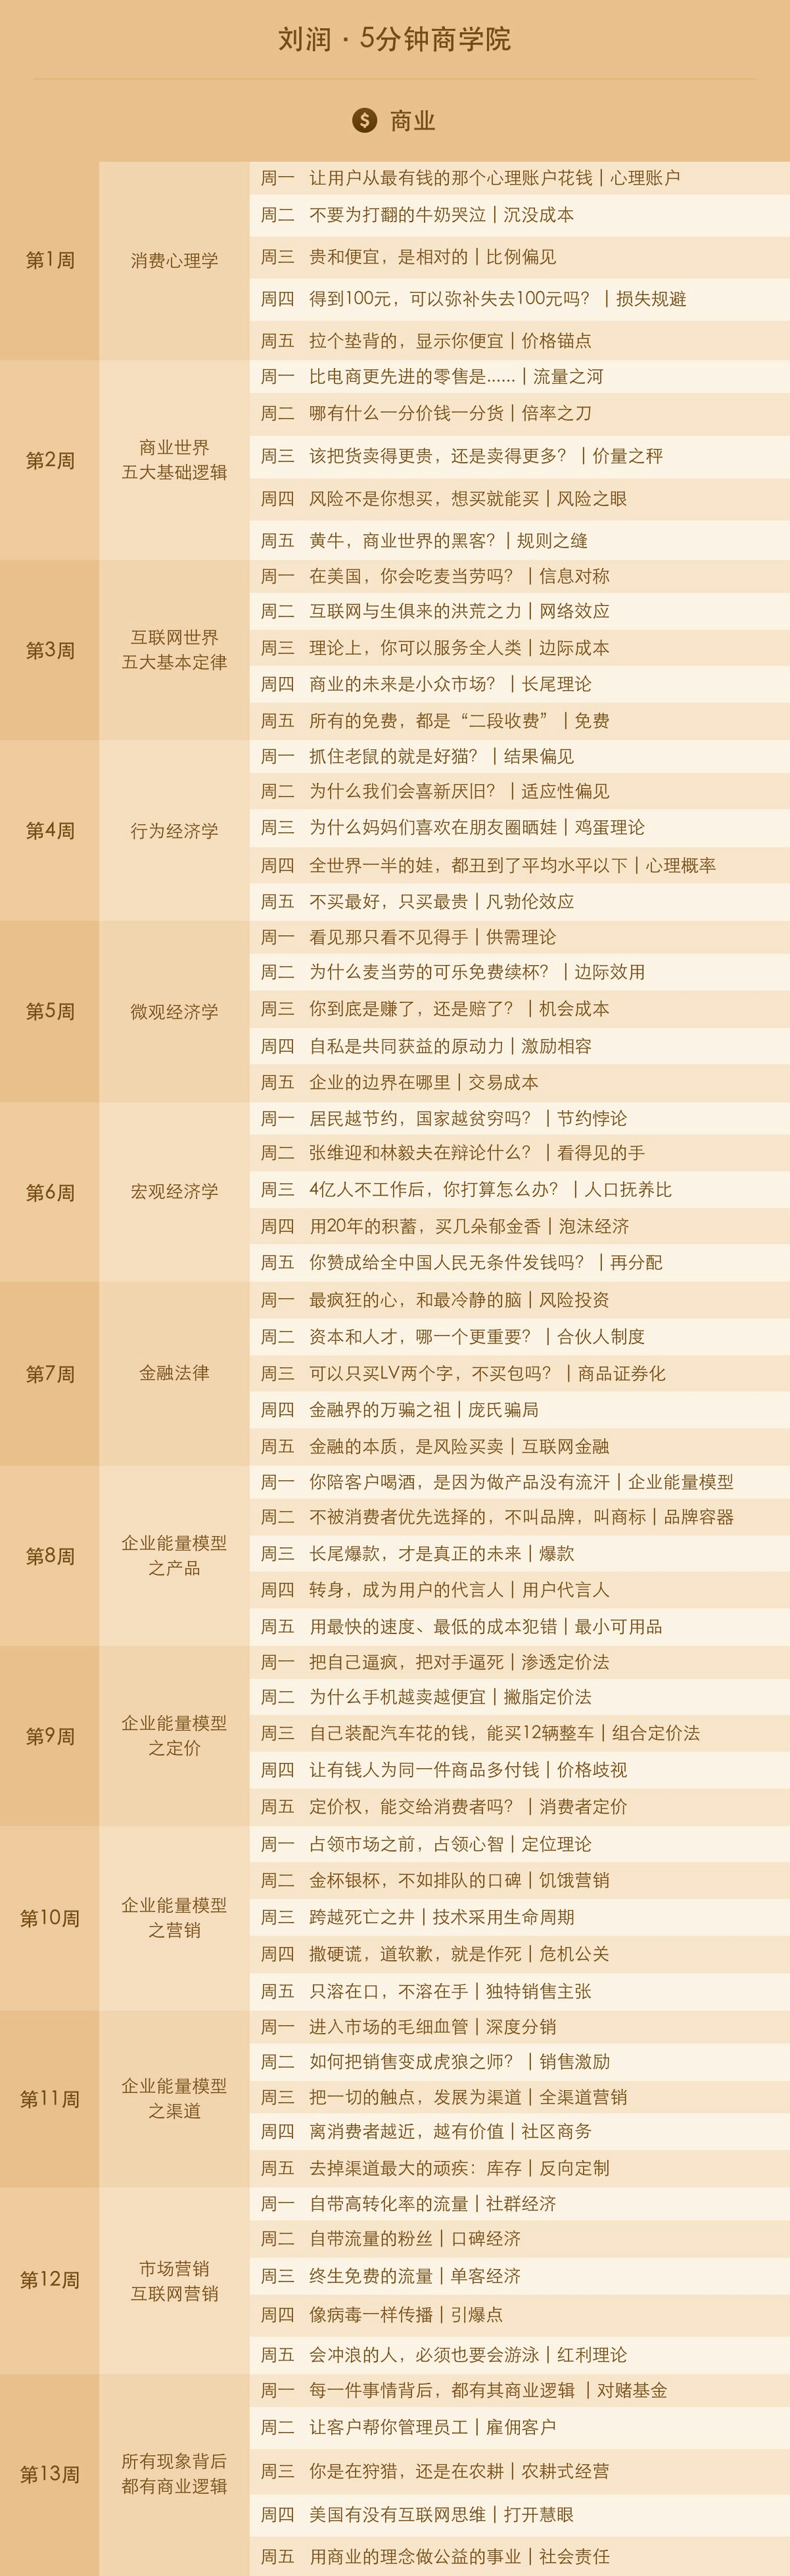 刘润·5分钟商学院
$ 商业
第1周
消费心理学
周一 让用户从最有钱的那个心理账户花钱 | 心理账户
周二 不要为打翻的牛奶哭泣 | 沉没成本
周三 贵和便宜，是相对的 | 比例偏见
周四 得到100元，可以弥补失去100元吗？ | 损失规避
周五 拉个垫背的，显示你便宜 | 价格锚点
第2周
商业世界
五大基础逻辑
周一 比电商更先进的零售是...... | 流量之河
周二 哪有什么一分价钱一分货 | 倍率之刀
周三 该把货卖得更贵，还是卖得更多？ | 价量之秤
周四 风险不是你想买，想买就能买 | 风险之眼
周五 黄牛，商业世界的黑客？ | 规则之缝
第3周
互联网世界
五大基本定律
周一 在美国，你会吃麦当劳吗？ | 信息对称
周二 互联网与生俱来的洪荒之力 | 网络效应
周三 理论上，你可以服务全人类 | 边际成本
周四 商业的未来是小众市场？ | 长尾理论
周五 所有的免费，都是“二段收费” | 免费
第4周
行为经济学
周一 抓住老鼠的就是好猫？ | 结果偏见
周二 为什么我们会喜新厌旧？ | 适应性偏见
周三 为什么妈妈们喜欢在朋友圈晒娃 | 鸡蛋理论
周四 全世界一半的娃，都丑到了平均水平以下 | 心理概率
周五 不买最好，只买最贵 | 凡勃伦效应
第5周
微观经济学
周一 看见那只看不见得手 | 供需理论
周二 为什么麦当劳的可乐免费续杯？ | 边际效用
周三 你到底是赚了，还是赔了？ | 机会成本
周四 自私是共同获益的原动力 | 激励相容
周五 企业的边界在哪里 | 交易成本
第6周
宏观经济学
周一 居民越节约，国家越贫穷吗？ | 节约悖论
周二 张维迎和林毅夫在辩论什么？ | 看得见的手
周三 4亿人不工作后，你打算怎么办？ | 人口抚养比
周四 用20年的积蓄，买几朵郁金香 | 泡沫经济
周五 你赞成给全中国人民无条件发钱吗？ | 再分配
第7周
金融法律
周一 最疯狂的心，和最冷静的脑 | 风险投资
周二 资本和人才，哪一个更重要？ | 合伙人制度
周三 可以只买LV两个字，不买包吗？ | 商品证券化
周四 金融界的万骗之祖 | 庞氏骗局
周五 金融的本质，是风险买卖 | 互联网金融
第8周
企业能量模型
之产品
周一 你陪客户喝酒，是因为做产品没有流汗 | 企业能量模型
周二 不被消费者优先选择的，不叫品牌，叫商标 | 品牌容器
周三 长尾爆款，才是真正的未来 | 爆款
周四 转身，成为用户的代言人 | 用户代言人
周五 用最快的速度、最低的成本犯错 | 最小可用品
第9周
企业能量模型
之定价
周一 把自己逼疯，把对手逼死 | 渗透定价法
周二 为什么手机越卖越便宜 | 撇脂定价法
周三 自己装配汽车花的钱，能买12辆整车 | 组合定价法
周四 让有钱人为同一件商品多付钱 | 价格歧视
周五 定价权，能交给消费者吗？ | 消费者定价
第10周
企业能量模型
之营销
周一 占领市场之前，占领心智 | 定位理论
周二 金杯银杯，不如排队的口碑 | 饥饿营销
周三 跨越死亡之井 | 技术采用生命周期
周四 撒硬谎，道软歉，就是作死 | 危机公关
周五 只溶在口，不溶在手 | 独特销售主张
第11周
企业能量模型
之渠道
周一 进入市场的毛细血管 | 深度分销
周二 如何把销售变成虎狼之师？ | 销售激励
周三 把一切的触点，发展为渠道 | 全渠道营销
周四 离消费者越近，越有价值 | 社区商务
周五 去掉渠道最大的顽疾：库存 | 反向定制
第12周
市场营销
互联网营销
周一 自带高转化率的流量 | 社群经济
周二 自带流量的粉丝 | 口碑经济
周三 终生免费的流量 | 单客经济
周四 像病毒一样传播 | 引爆点
周五 会冲浪的人，必须也要会游泳 | 红利理论
第13周
所有现象背后
都有商业逻辑
周一 每一件事情背后，都有其商业逻辑 | 对赌基金
周二 让客户帮你管理员工 | 雇佣客户
周三 你是在狩猎，还是在农耕 | 农耕式经营
周四 美国有没有互联网思维 | 打开慧眼
周五 用商业的理念做公益的事业 | 社会责任